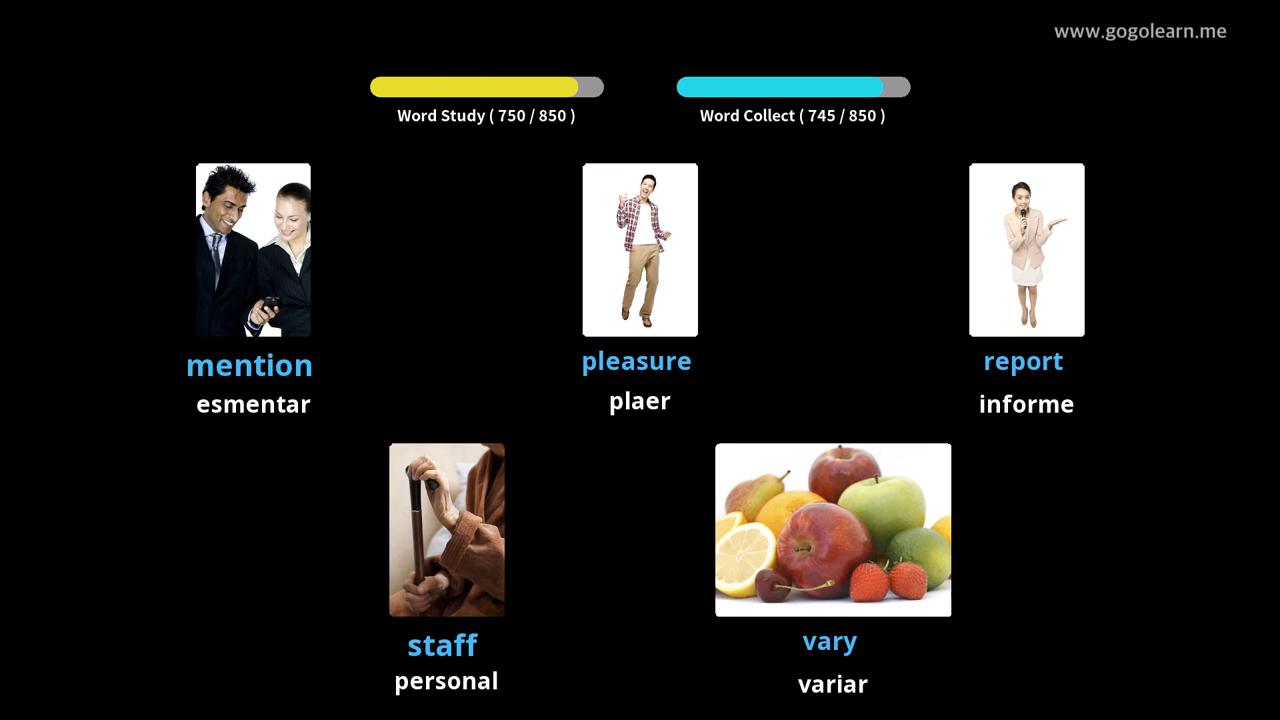 www.gogolearn.me
Word Study ( 750 / 850 )
Word Collect ( 745 / 850 )
mention
esmentar
pleasure
plaer
report
informe
staff
personal
vary
variar